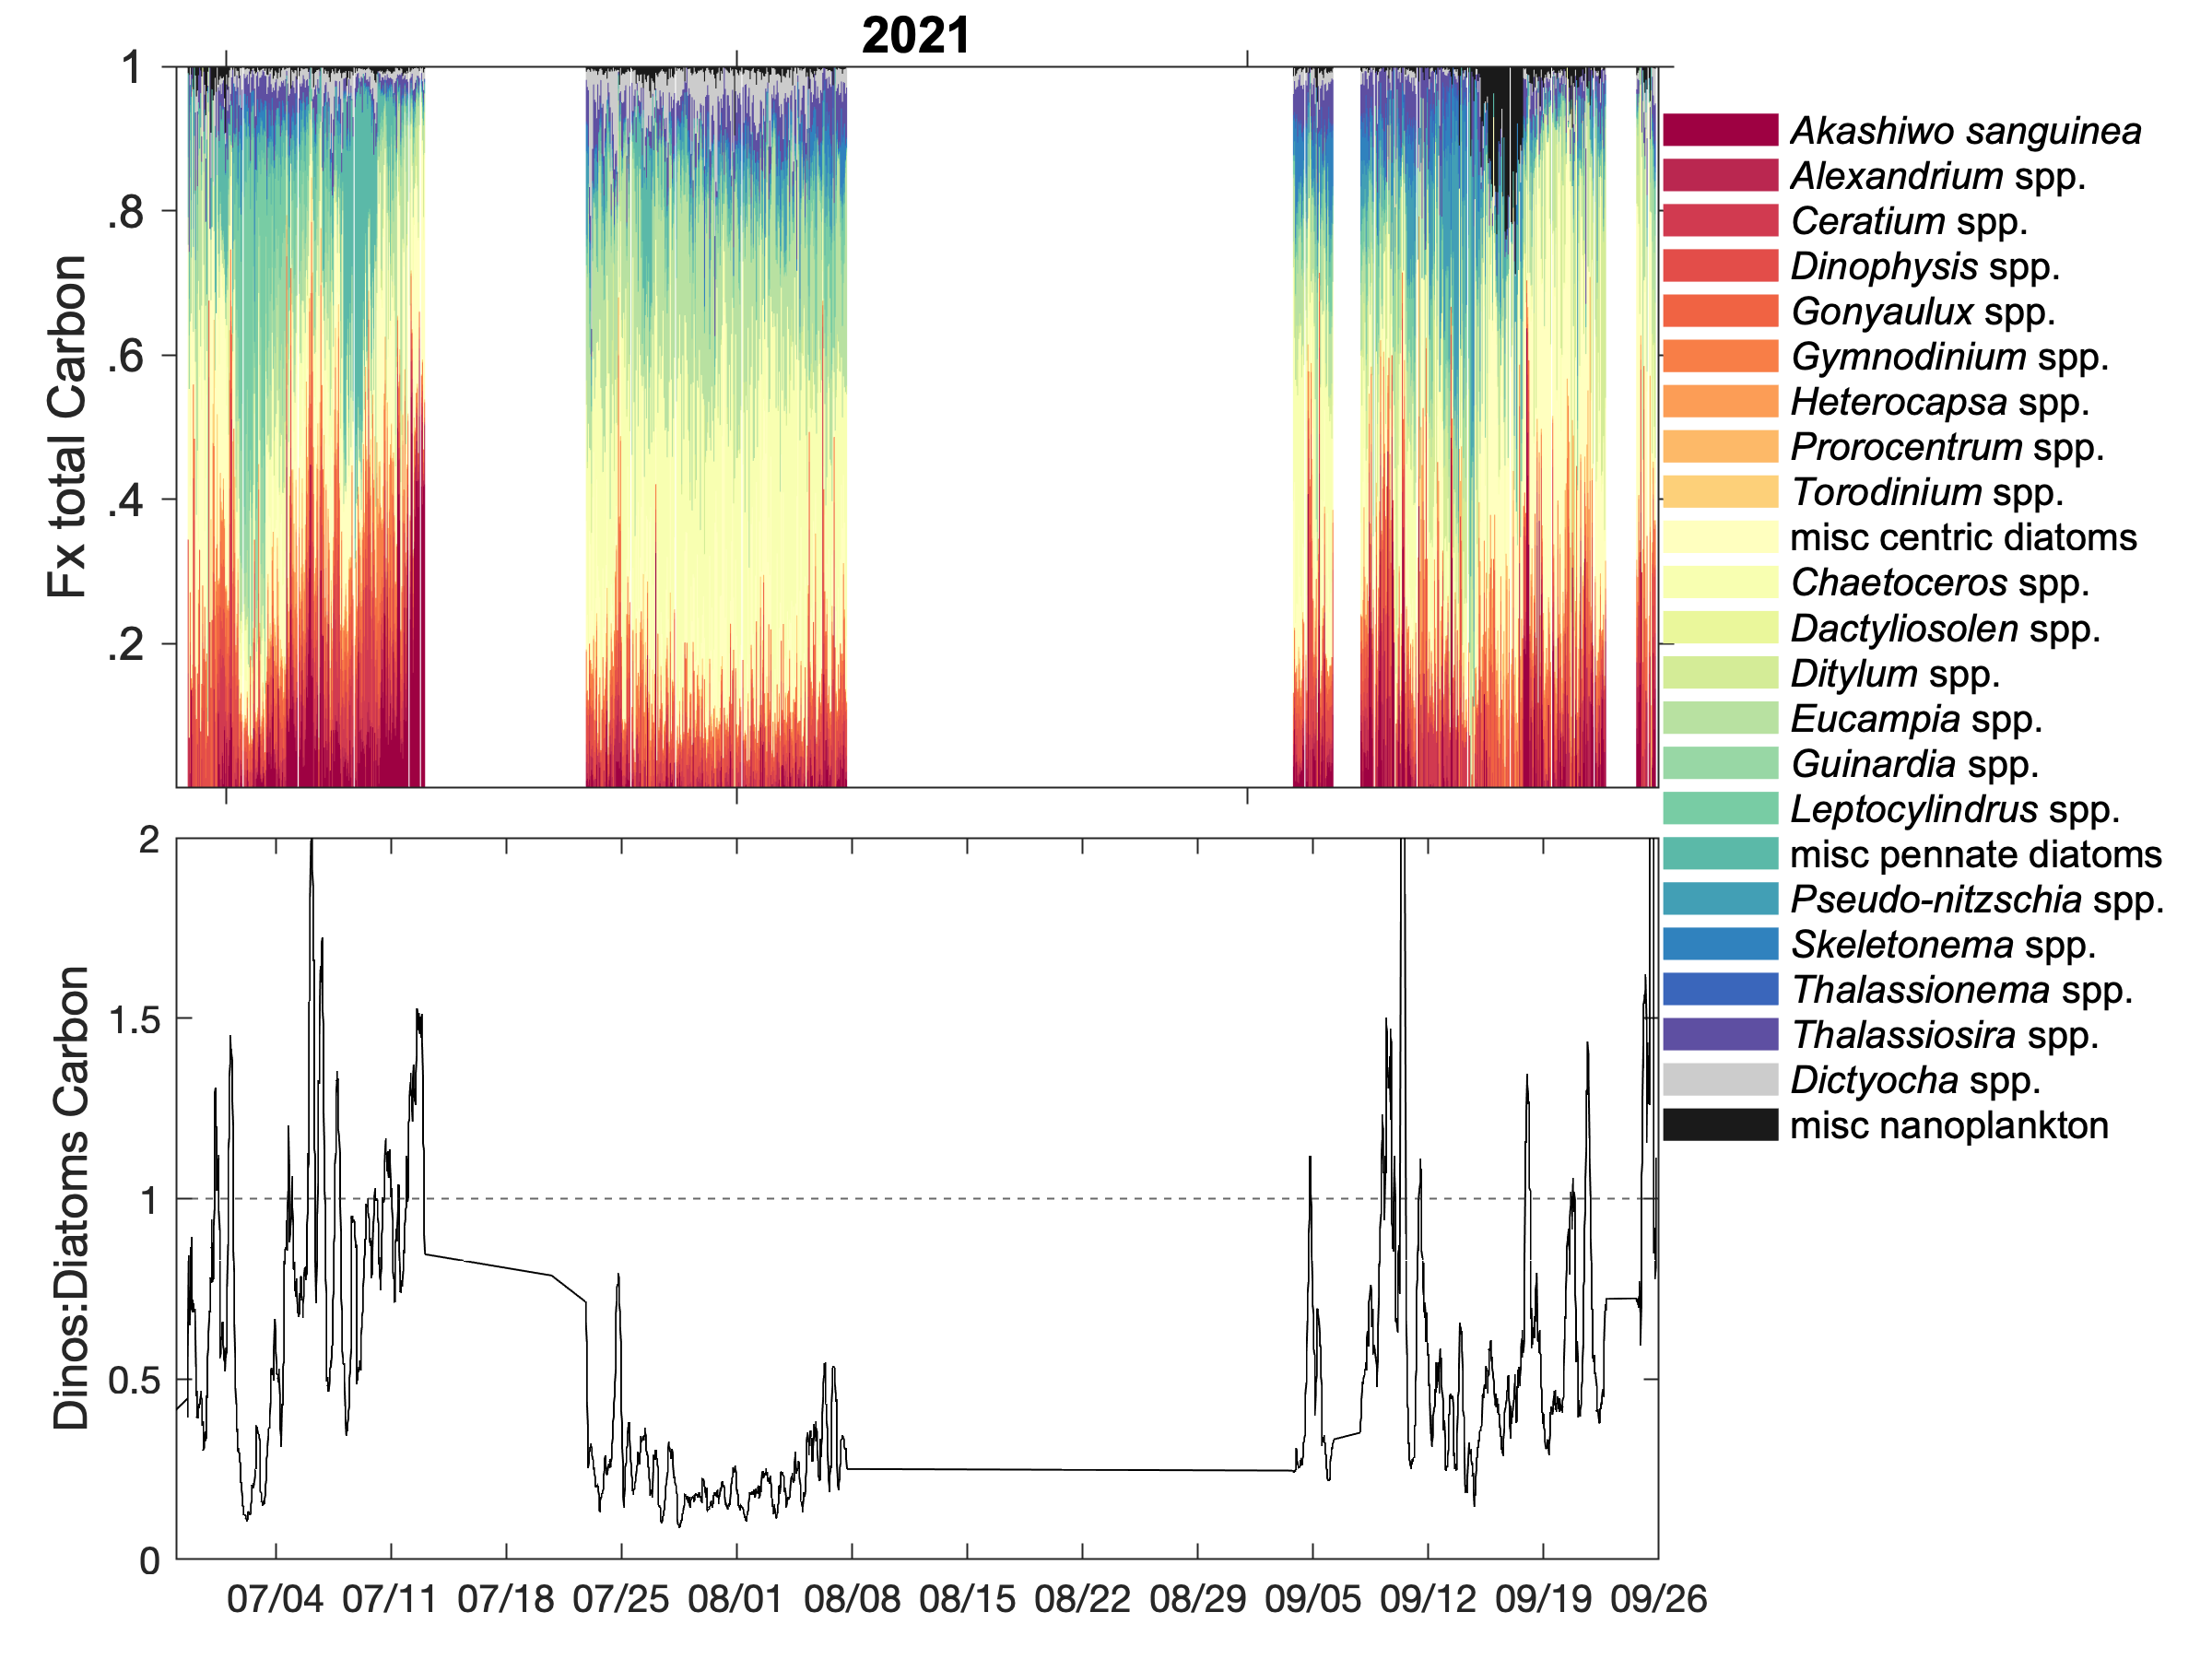 2021
Fx total Carbon
1
.8
.6
.4
.2
Akashiwo sanguinea
Alexandrium spp.
Ceratium spp.
Dinophysis spp.
Gonyaulux spp.
Gymnodinium spp.
Heterocapsa spp.
Prorocentrum spp.
Torodinium spp.
misc centric diatoms
Chaetoceros spp.
Dactyliosolen spp.
Ditylum spp.
Eucampia spp.
Guinardia spp.
Leptocylindrus spp.
misc pennate diatoms
Pseudo-nitzschia spp.
Skeletonema spp.
Thalassionema spp.
Thalassiosira spp.
Dictyocha spp.
misc nanoplankton
Dinos:Diatoms Carbon
2
1.5
1
0.5
0
07/04 07/11 07/18 07/25 08/01 08/08 08/15 08/22 08/29 09/05 09/12 09/19 09/26